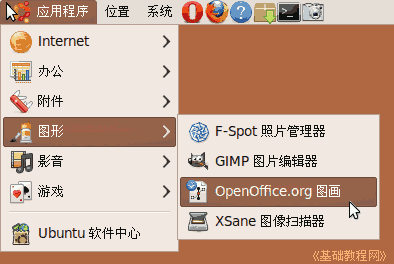 应用程序 位置 系统
Internet
办公
附件
图形
影音
游戏
Ubuntu 软件中心
F-Spot 照片管理器
GIMP 图片编辑器
OpenOffice.org 图画
XSane 图像扫描器
《基础教程网》